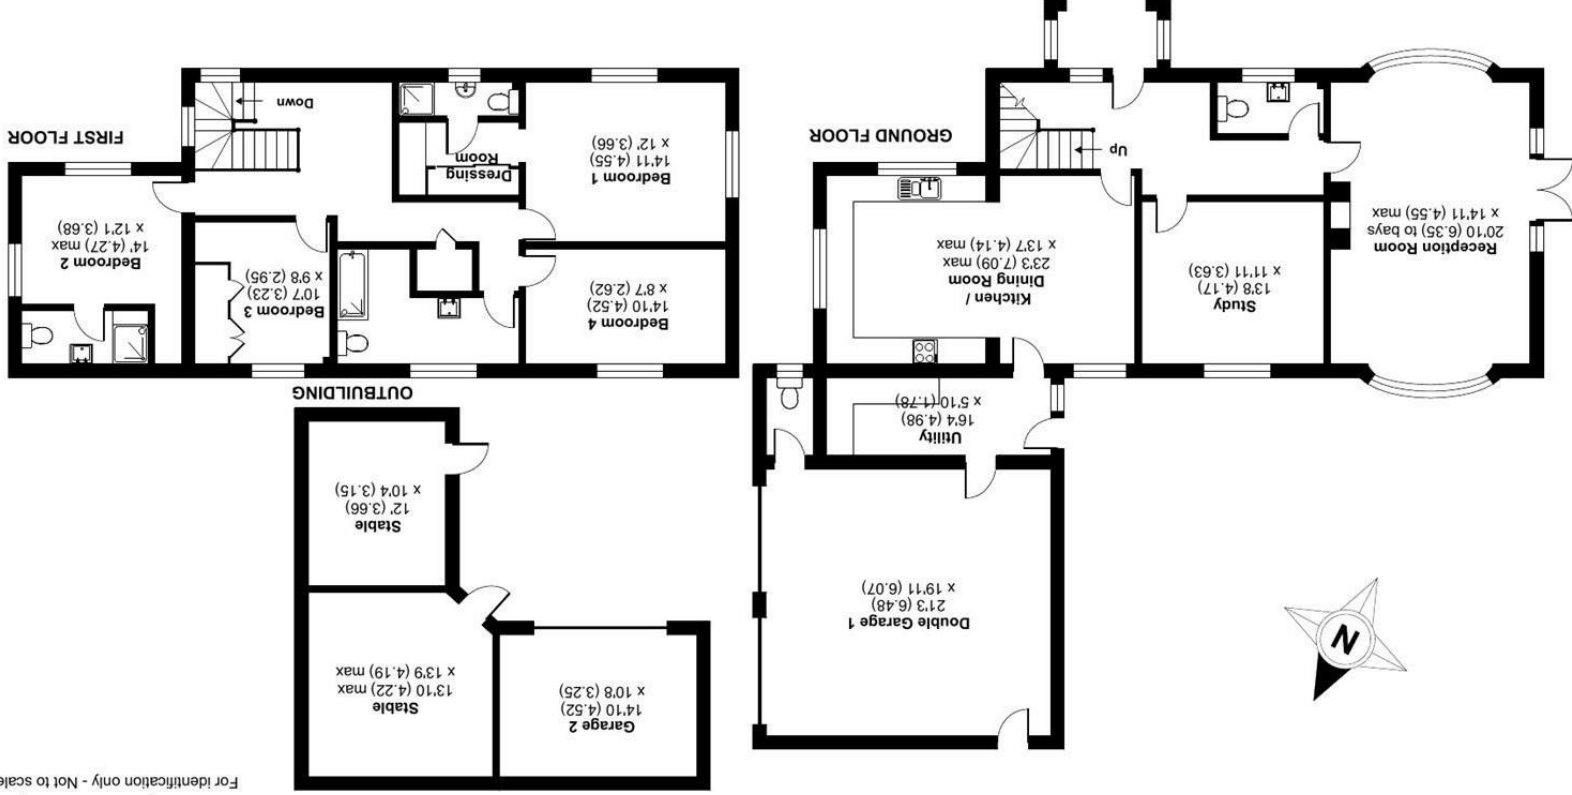 For identification only - Not to scale
N
Double Garage 1
21'3 (6.48)
x 19'11 (6.07)
Garage 2
14'10 (4.52)
x 10'8 (3.25)
Stable
13'10 (4.22) max
x 13'9 (4.19) max
Stable
12' (3.66)
x 10'4 (3.15)
OUTBUILDING
Utility
16'4 (4.98)
x 5'10 (1.78)
Reception Room
20'10 (6.35) to bays
x 14'11 (4.55) max
Study
13'8 (4.17)
x 11'11 (3.63)
Kitchen /
Dining Room
23'3 (7.09) max
x 13'7 (4.14) max
Up
GROUND FLOOR
Bedroom 4
14'10 (4.52)
x 8'7 (2.62)
Bedroom 3
10'7 (3.23)
x 9'8 (2.95)
Bedroom 2
14' (4.27) max
x 12'1 (3.68)
Bedroom 1
14'11 (4.55)
x 12' (3.66)
Dressing
Room
Down
FIRST FLOOR